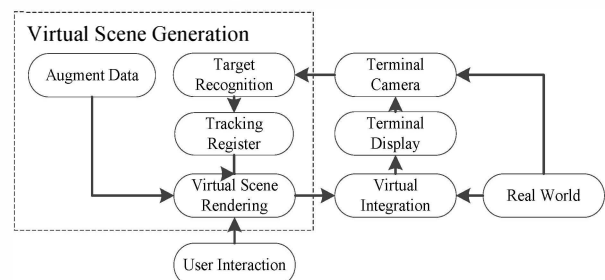 Virtual Scene Generation
Augment Data
Target
Recognition
Terminal
Camera
Tracking
Register
Terminal
Display
Virtual Scene
Rendering
Virtual
Integration
Real World
User Interaction